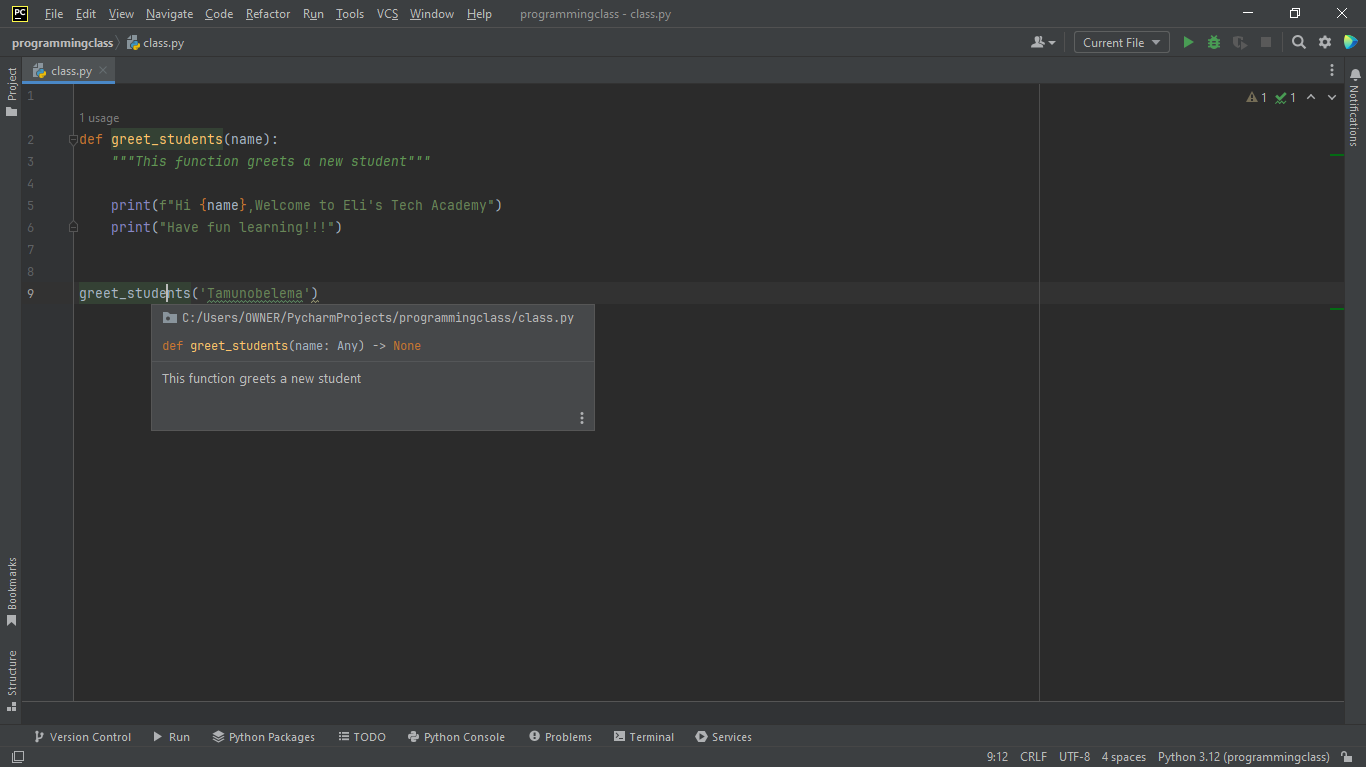 PC File Edit View Navigate Code Refactor Run Tools VCS Window Help programmingclass - class.py
programmingclass class.py Current File
Project
class.py
Notifications
1 1 1
1 usage
2 def greet_students(name):
3 """This function greets a new student"""
4
5 print(f"Hi {name},Welcome to Eli's Tech Academy")
6 print("Have fun learning!!!")
7
8
9 greet_students('Tamunobelema')
C:/Users/OWNER/PycharmProjects/programmingclass/class.py
def greet_students(name: Any) -> None
This function greets a new student
Bookmarks
Structure
Version Control Run Python Packages TODO Python Console Problems Terminal Services
9:12 CRLF UTF-8 4 spaces Python 3.12 (programmingclass)